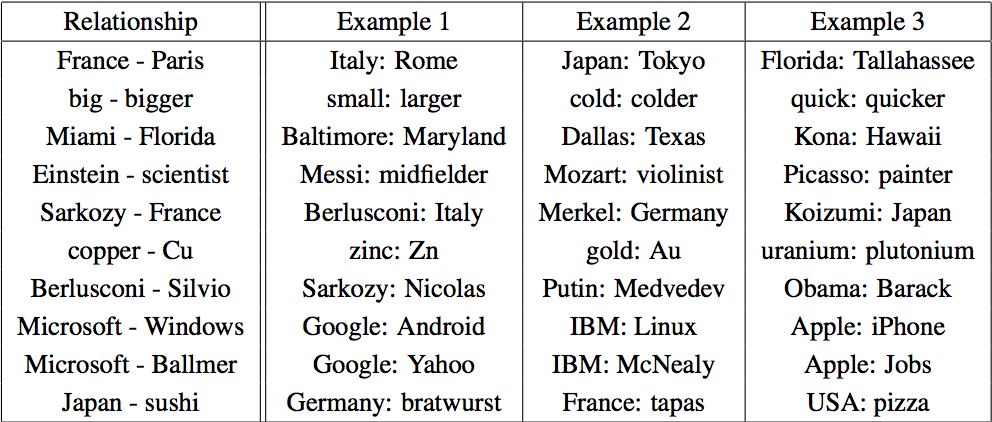 Relationship Example 1 Example 2 Example 3
France - Paris Italy: Rome Japan: Tokyo Florida: Tallahassee
big - bigger small: larger cold: colder quick: quicker
Miami - Florida Baltimore: Maryland Dallas: Texas Kona: Hawaii
Einstein - scientist Messi: midfielder Mozart: violinist Picasso: painter
Sarkozy - France Berlusconi: Italy Merkel: Germany Koizumi: Japan
copper - Cu zinc: Zn gold: Au uranium: plutonium
Berlusconi - Silvio Sarkozy: Nicolas Putin: Medvedev Obama: Barack
Microsoft - Windows Google: Android IBM: Linux Apple: iPhone
Microsoft - Ballmer Google: Yahoo IBM: McNealy Apple: Jobs
Japan - sushi Germany: bratwurst France: tapas USA: pizza